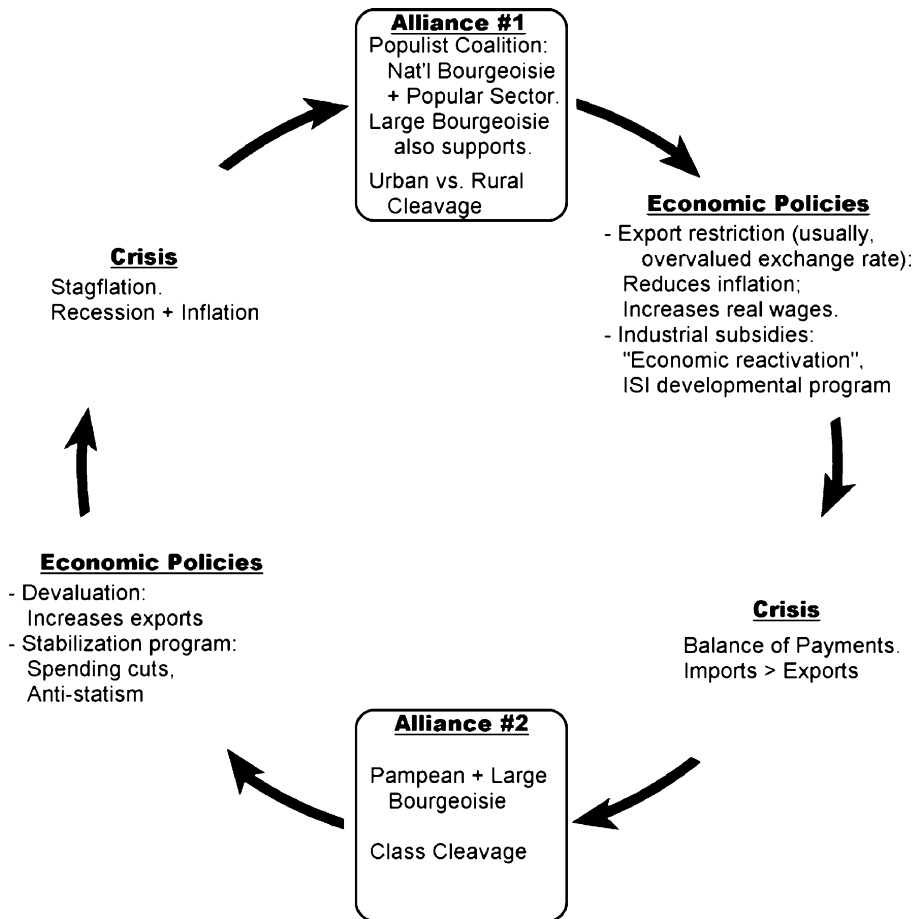 Alliance #1
Populist Coalition:
Nat'l Bourgeoisie
+ Popular Sector.
Large Bourgeoisie
also supports.
Urban vs. Rural
Cleavage
Economic Policies
- Export restriction (usually,
overvalued exchange rate):
Reduces inflation;
Increases real wages.
- Industrial subsidies:
"Economic reactivation",
ISI developmental program
Crisis
Balance of Payments.
Imports > Exports
Alliance #2
Pampean + Large
Bourgeoisie
Class Cleavage
Economic Policies
- Devaluation:
Increases exports
- Stabilization program:
Spending cuts,
Anti-statism
Crisis
Stagflation.
Recession + Inflation